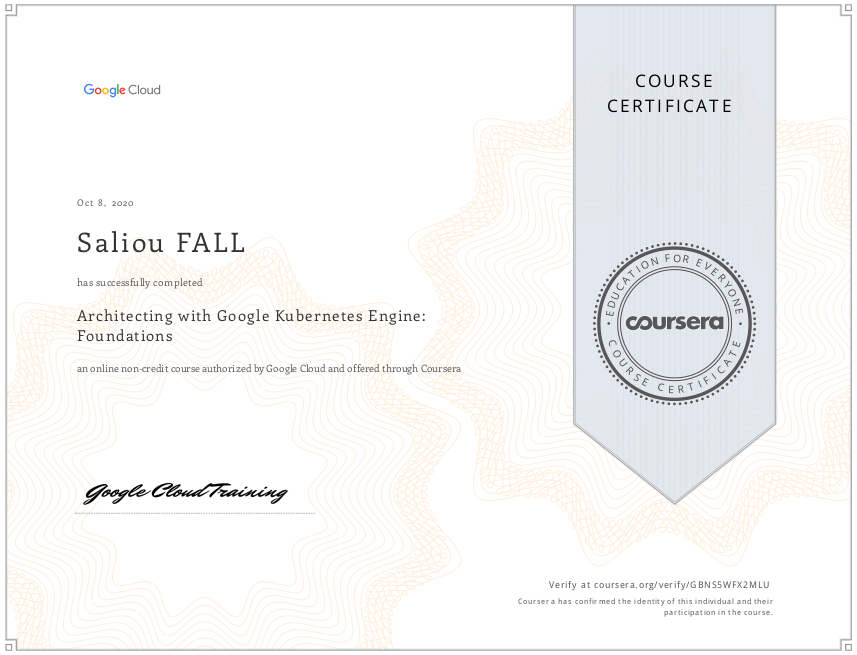 Google Cloud
COURSE
CERTIFICATE
Oct 8, 2020
Saliou FALL
has successfully completed
Architecting with Google Kubernetes Engine:
Foundations
an online non-credit course authorized by Google Cloud and offered through Coursera
EDUCATION FOR EVERYONE
coursera
COURSE CERTIFICATE
Google Cloud Training
Verify at coursera.org/verify/GBNS5WFX2MLU
Coursera has confirmed the identity of this individual and their
participation in the course.